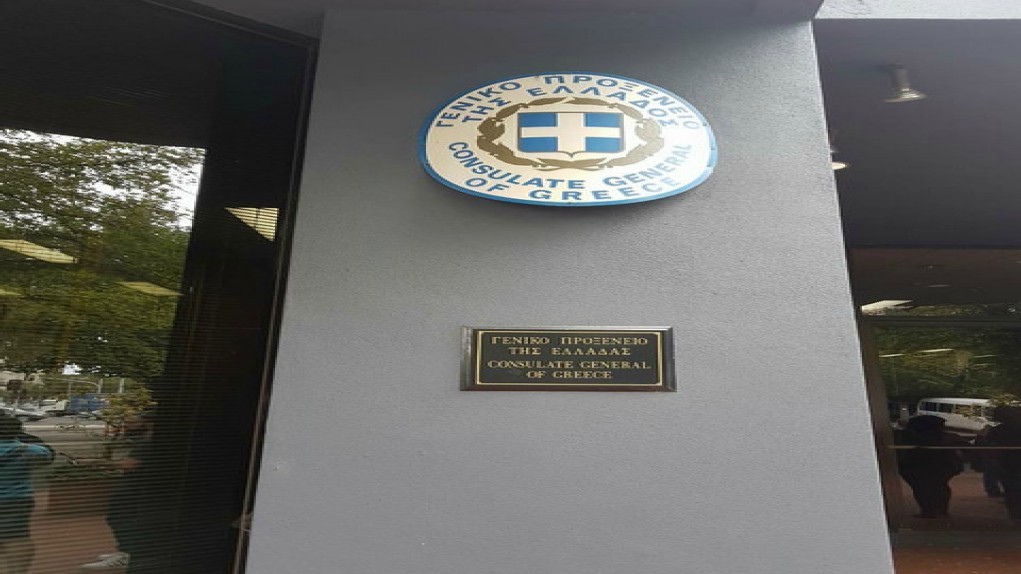 ΓΕΝΙΚΟ ΠΡΟΞΕΝΕΙΟ
ΤΗΣ ΕΛΛΑΔΟΣ
CONSULATE GENERAL
OF GREECE
ΓΕΝΙΚΟ ΠΡΟΞΕΝΕΙΟ
ΤΗΣ ΕΛΛΑΔΑΣ
CONSULATE GENERAL
OF GREECE